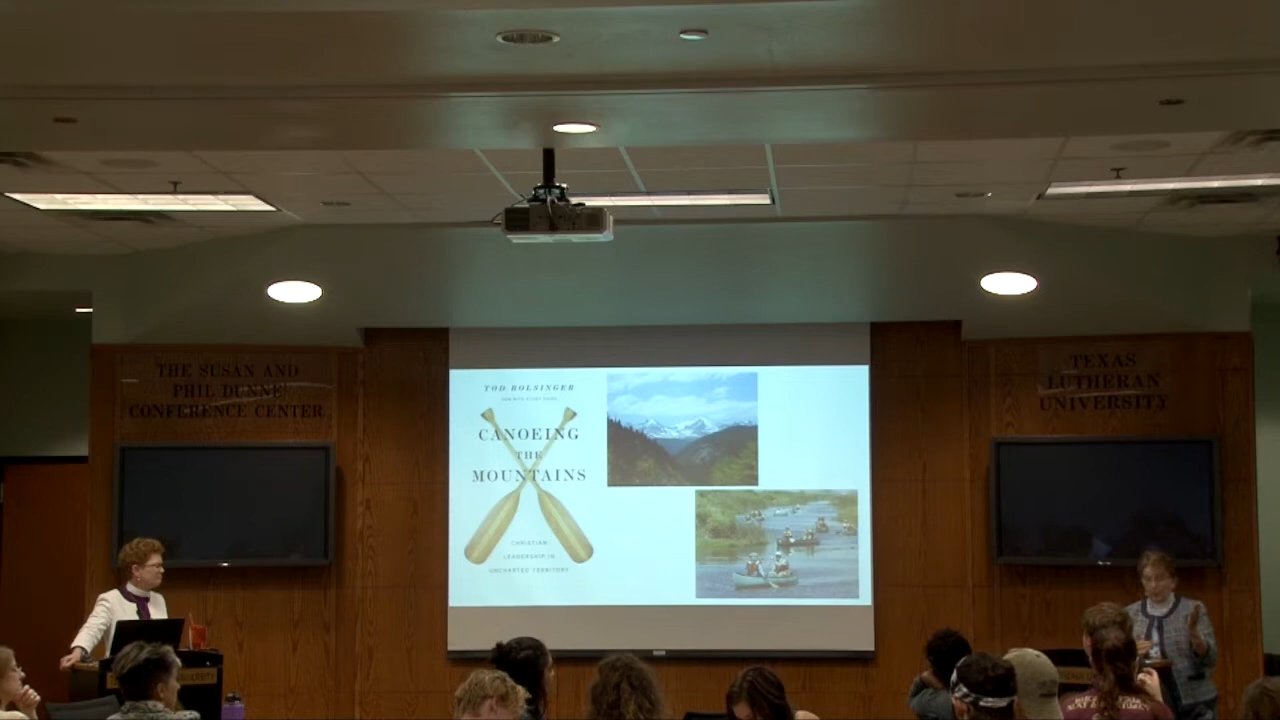 THE SUSAN AND
PHIL DUNNE
CONFERENCE CENTER
TOD BOLSINGER
CANOEING
THE
MOUNTAINS
CHRISTIAN
LEADERSHIP IN
UNCHARTED TERRITORY
TEXAS
LUTHERAN
UNIVERSITY
UNIVERSITY